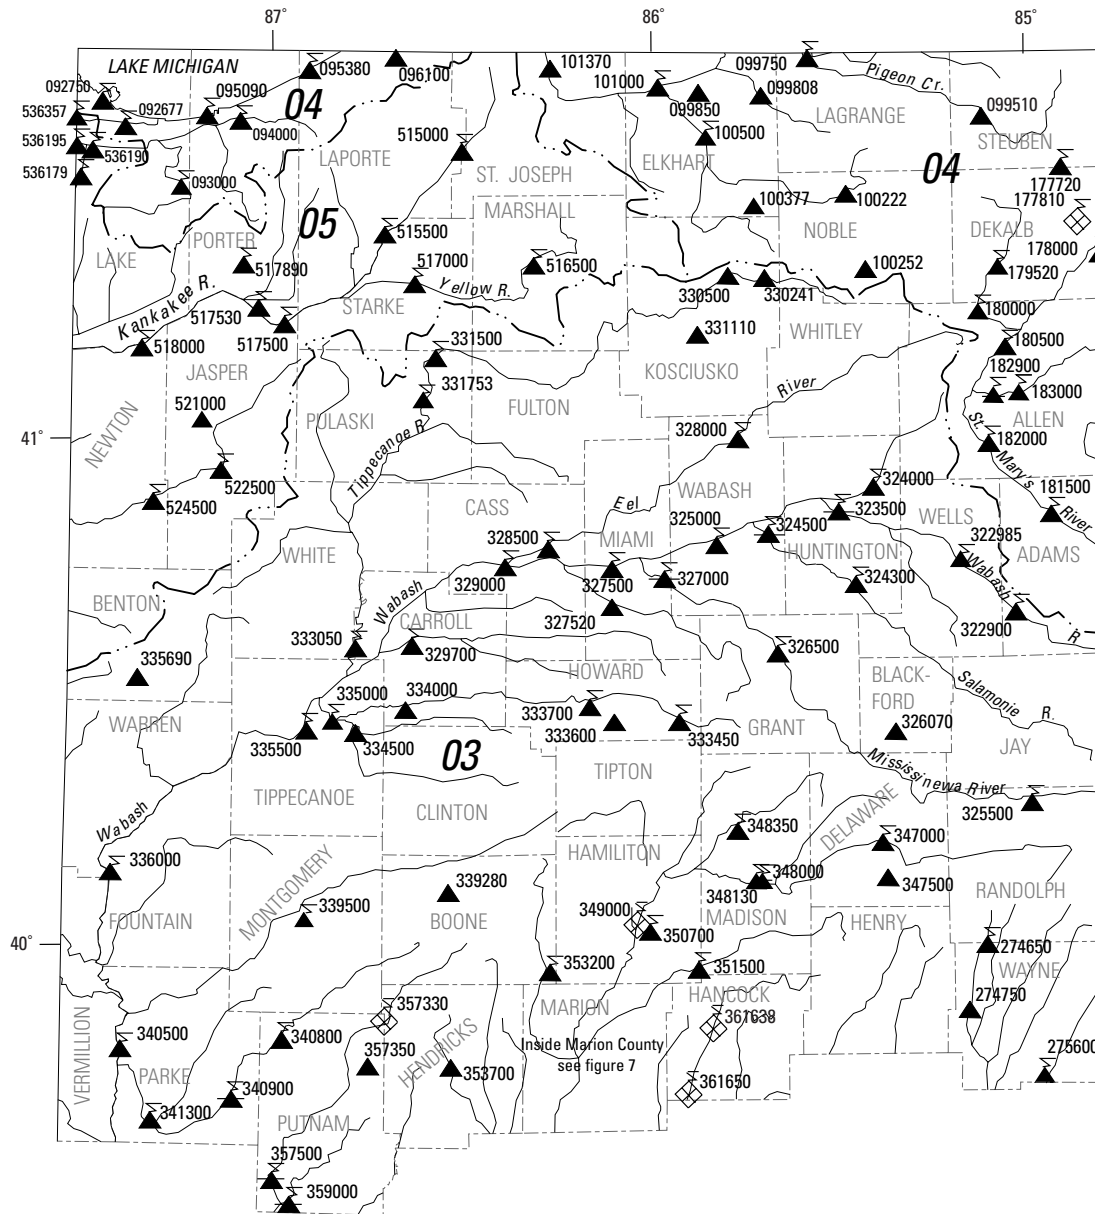 87°
86°
85°
LAKE MICHIGAN
095380
096100
101370
101000
099750
Pigeon Cr.
092750
095090
04
099850
099808
LAGRANGE
099510
536357
092677
094000
515000
100500
STEUBEN
536195
536190
LAPORTE
ST. JOSEPH
ELKHART
04
177720
536179
093000
MARSHALL
100377
100222
177810
05
515500
NOBLE
DEKALB
178000
PORTER
LAKE
517890
517000
516500
100252
179520
Kankakee R.
STARKE
Yellow R.
330500
330241
180000
517530
331110
WHITLEY
518000
517500
331500
180500
JASPER
KOSCIUSKO
182900
331753
River
183000
521000
PULASKI
FULTON
ALLEN
41°
NEWTON
Tippecanoe R.
328000
St. Mary's River
182000
522500
324000
181500
524500
CASS
WABASH
323500
WELLS
Eel
325000
324500
322985
328500
MIAMI
HUNTINGTON
ADAMS
WHITE
329000
327500
327000
324300
Wabash R.
BENTON
Wabash
327520
322900
333050
CARROLL
329700
326500
335690
HOWARD
BLACK-
FORD
Salamonie R.
335000
334000
WARREN
333700
GRANT
326070
335500
334500
333600
333450
JAY
03
TIPTON
Mississinewa River
TIPPECANOE
CLINTON
325500
Wabash
348350
DELAWARE
347000
336000
HAMILITON
348000
339280
347500
RANDOLPH
MONTGOMERY
348130
339500
BOONE
349000
MADISON
HENRY
FOUNTAIN
350700
40°
274650
353200
351500
WAYNE
357330
MARION
HANCOCK
274750
VERMILLION
340500
340800
HENDRICKS
361638
Inside Marion County
see figure 7
275600
PARKE
357350
353700
340900
361650
341300
PUTNAM
357500
359000